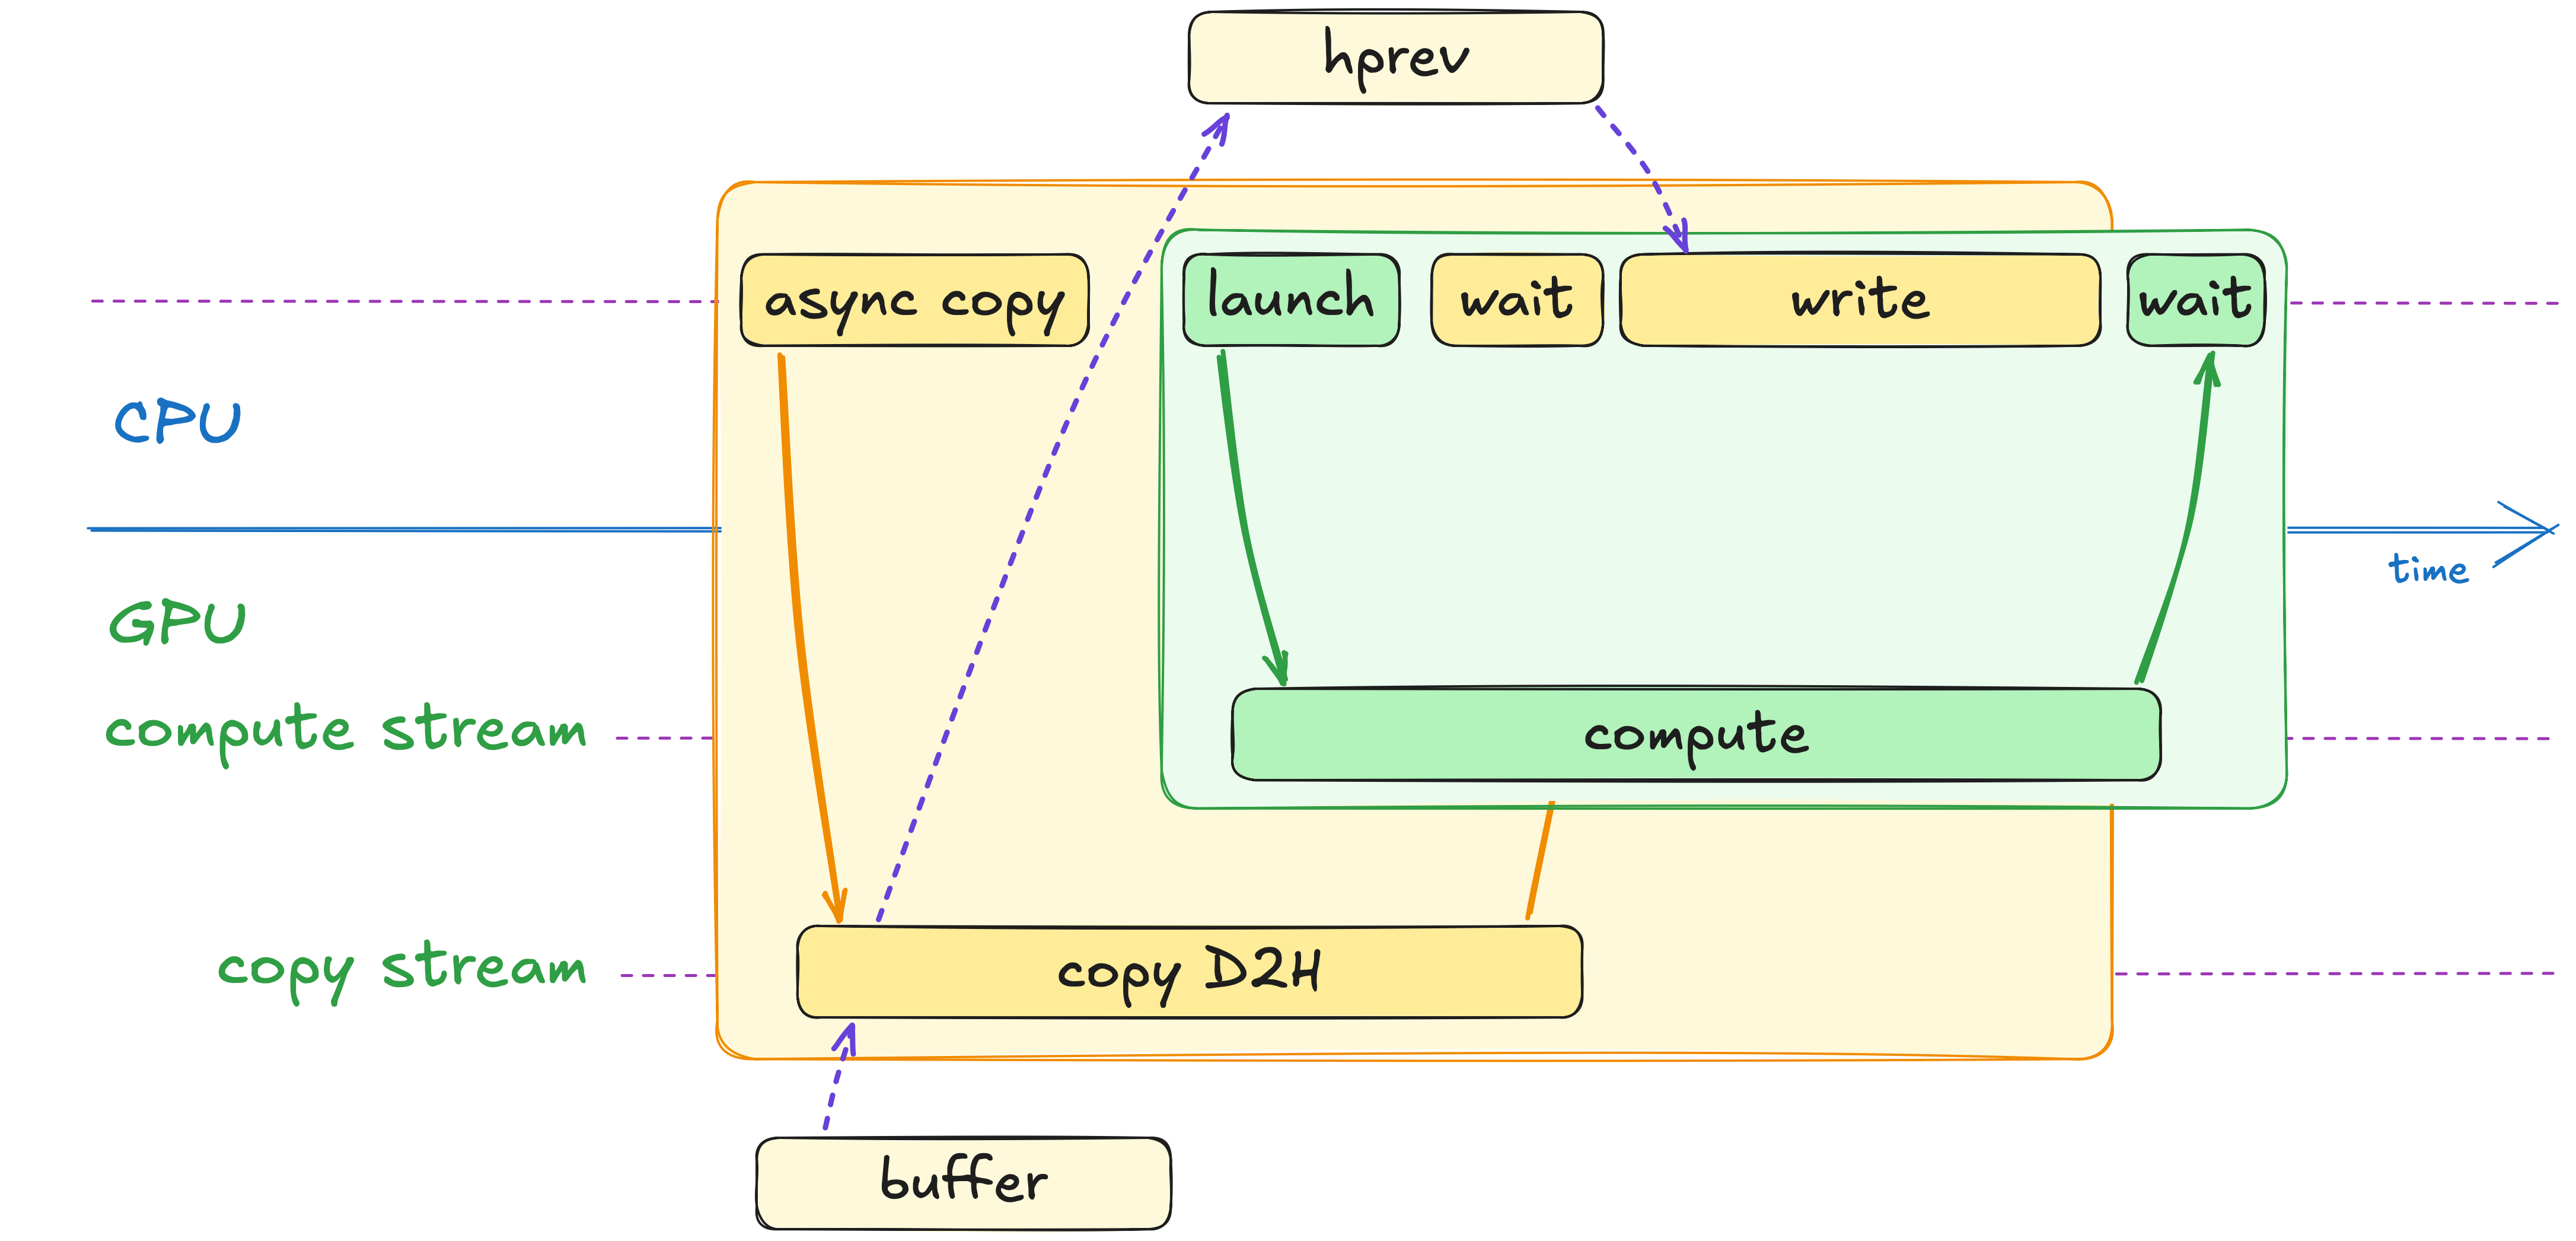 hprev
async copy
launch
wait
write
wait
CPU
time
GPU
compute stream
compute
copy stream
copy D2H
buffer